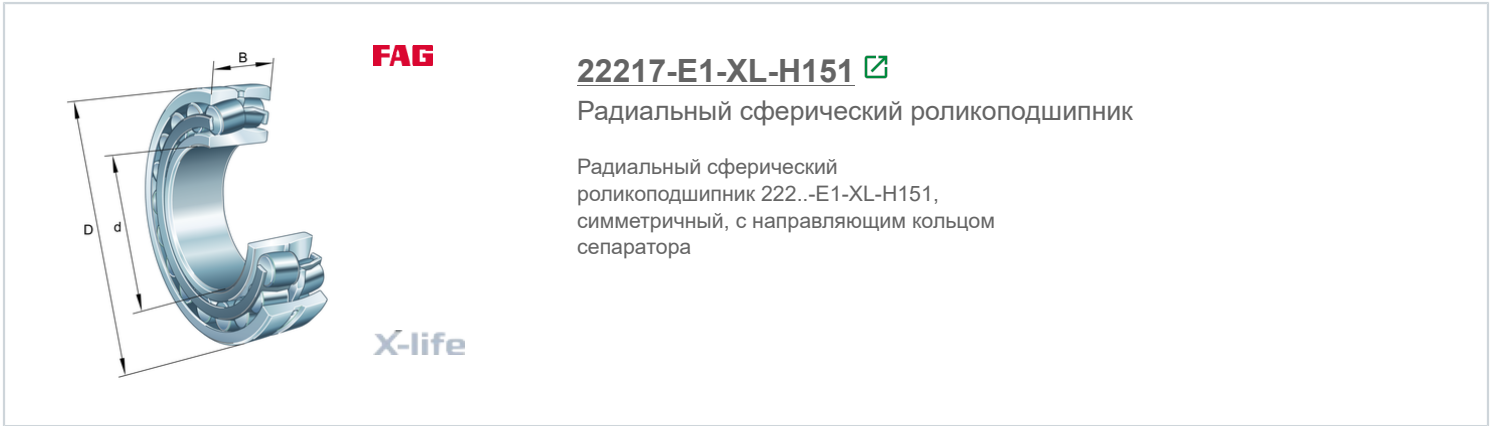 B
D
d
FAG
X-life
22217-E1-XL-H151
Радиальный сферический роликоподшипник
Радиальный сферический
роликоподшипник 222..-E1-XL-H151,
симметричный, с направляющим кольцом
сепаратора